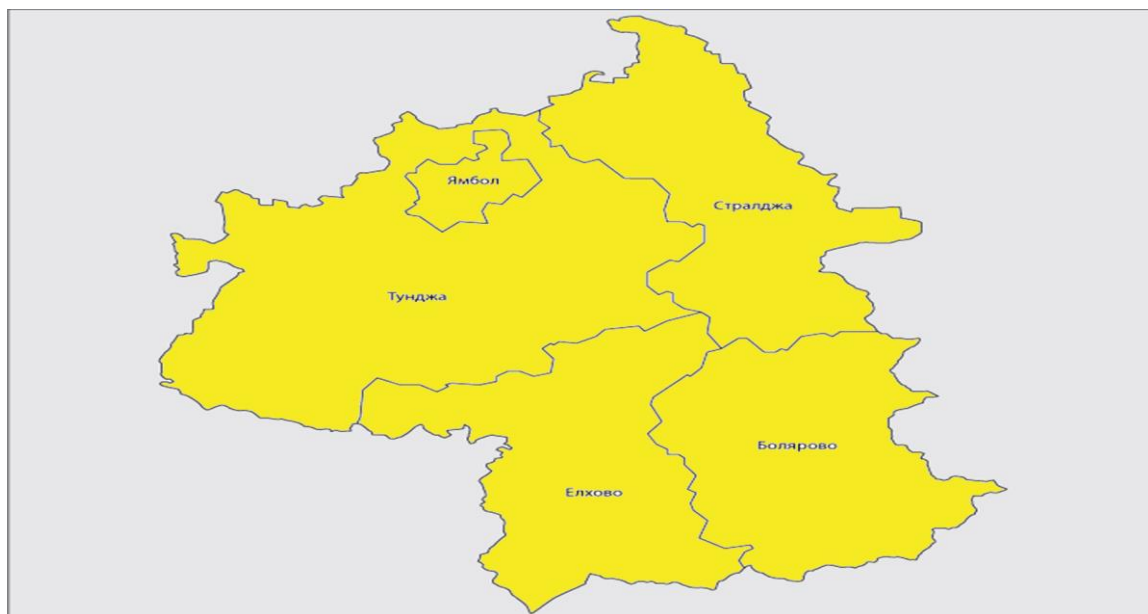 Ямбол
Стралджа
Тунджа
Болярово
Елхово